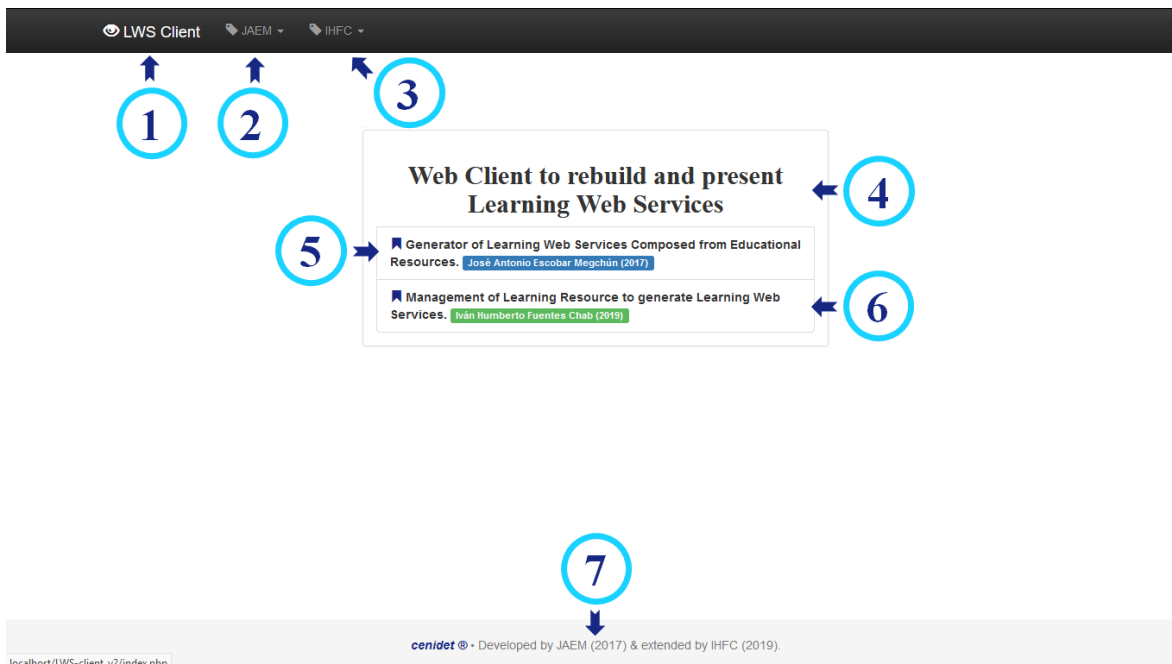 LWS Client JAEM IHFC
1
2
3
Web Client to rebuild and present
Learning Web Services
4
5
Generator of Learning Web Services Composed from Educational
Resources. José Antonio Escobar Megchún (2017)
Management of Learning Resource to generate Learning Web
Services. Iván Humberto Fuentes Chab (2019)
6
7
cenidet ® • Developed by JAEM (2017) & extended by IHFC (2019).
localhost/LWS-client_v2/index.php